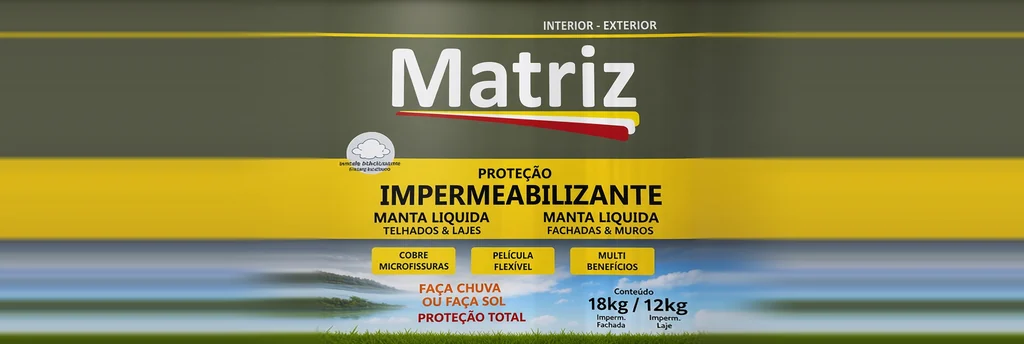 INTERIOR - EXTERIOR
Matriz
PROTEÇÃO
IMPERMEABILIZANTE
MANTA LIQUIDA
TELHADOS & LAJES
MANTA LIQUIDA
FACHADAS & MUROS
COBRE
MICROFISSURAS
PELÍCULA
FLEXÍVEL
MULTI
BENEFÍCIOS
FAÇA CHUVA
OU FAÇA SOL
PROTEÇÃO TOTAL
Conteúdo
18kg / 12kg
Imperm.
Fachada
Imperm.
Laje